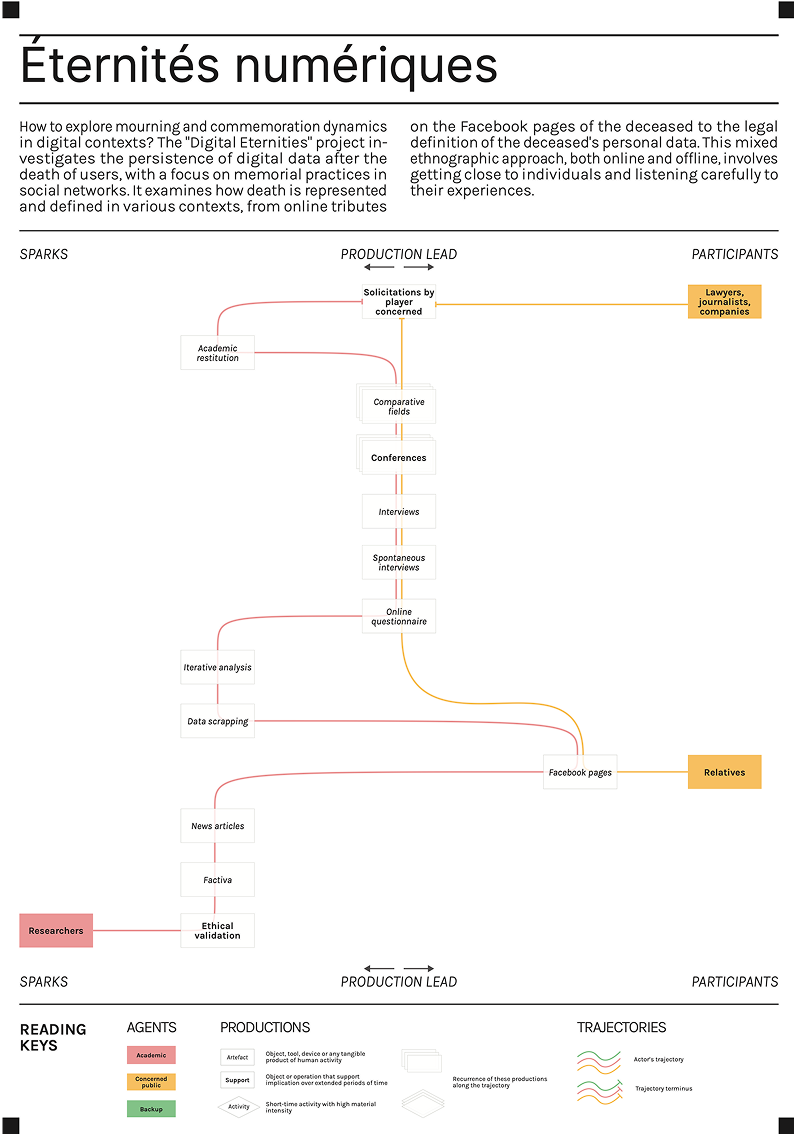 Éternités numériques
How to explore mourning and commemoration dynamics
in digital contexts? The "Digital Eternities" project in-
vestigates the persistence of digital data after the
death of users, with a focus on memorial practices in
social networks. It examines how death is represented
and defined in various contexts, from online tributes
on the Facebook pages of the deceased to the legal
definition of the deceased's personal data. This mixed
ethnographic approach, both online and offline, involves
getting close to individuals and listening carefully to
their experiences.
SPARKS
PRODUCTION LEAD
PARTICIPANTS
Solicitations by
player
concerned
Lawyers,
journalists,
companies
Academic
restitution
Comparative
fields
Conferences
Interviews
Spontaneous
interviews
Online
questionnaire
Iterative analysis
Data scrapping
Facebook pages
Relatives
News articles
Factiva
Researchers
Ethical
validation
SPARKS
PRODUCTION LEAD
PARTICIPANTS
READING
KEYS
AGENTS
Academic
Concerned
public
Backup
PRODUCTIONS
Artefact
Object, tool, device or any tangible
product of human activity
Support
Object or operation that support
implication over extended periods of time
Activity
Short-time activity with high material
intensity
Recurrence of these productions
along the trajectory
TRAJECTORIES
Actor's trajectory
Trajectory terminus